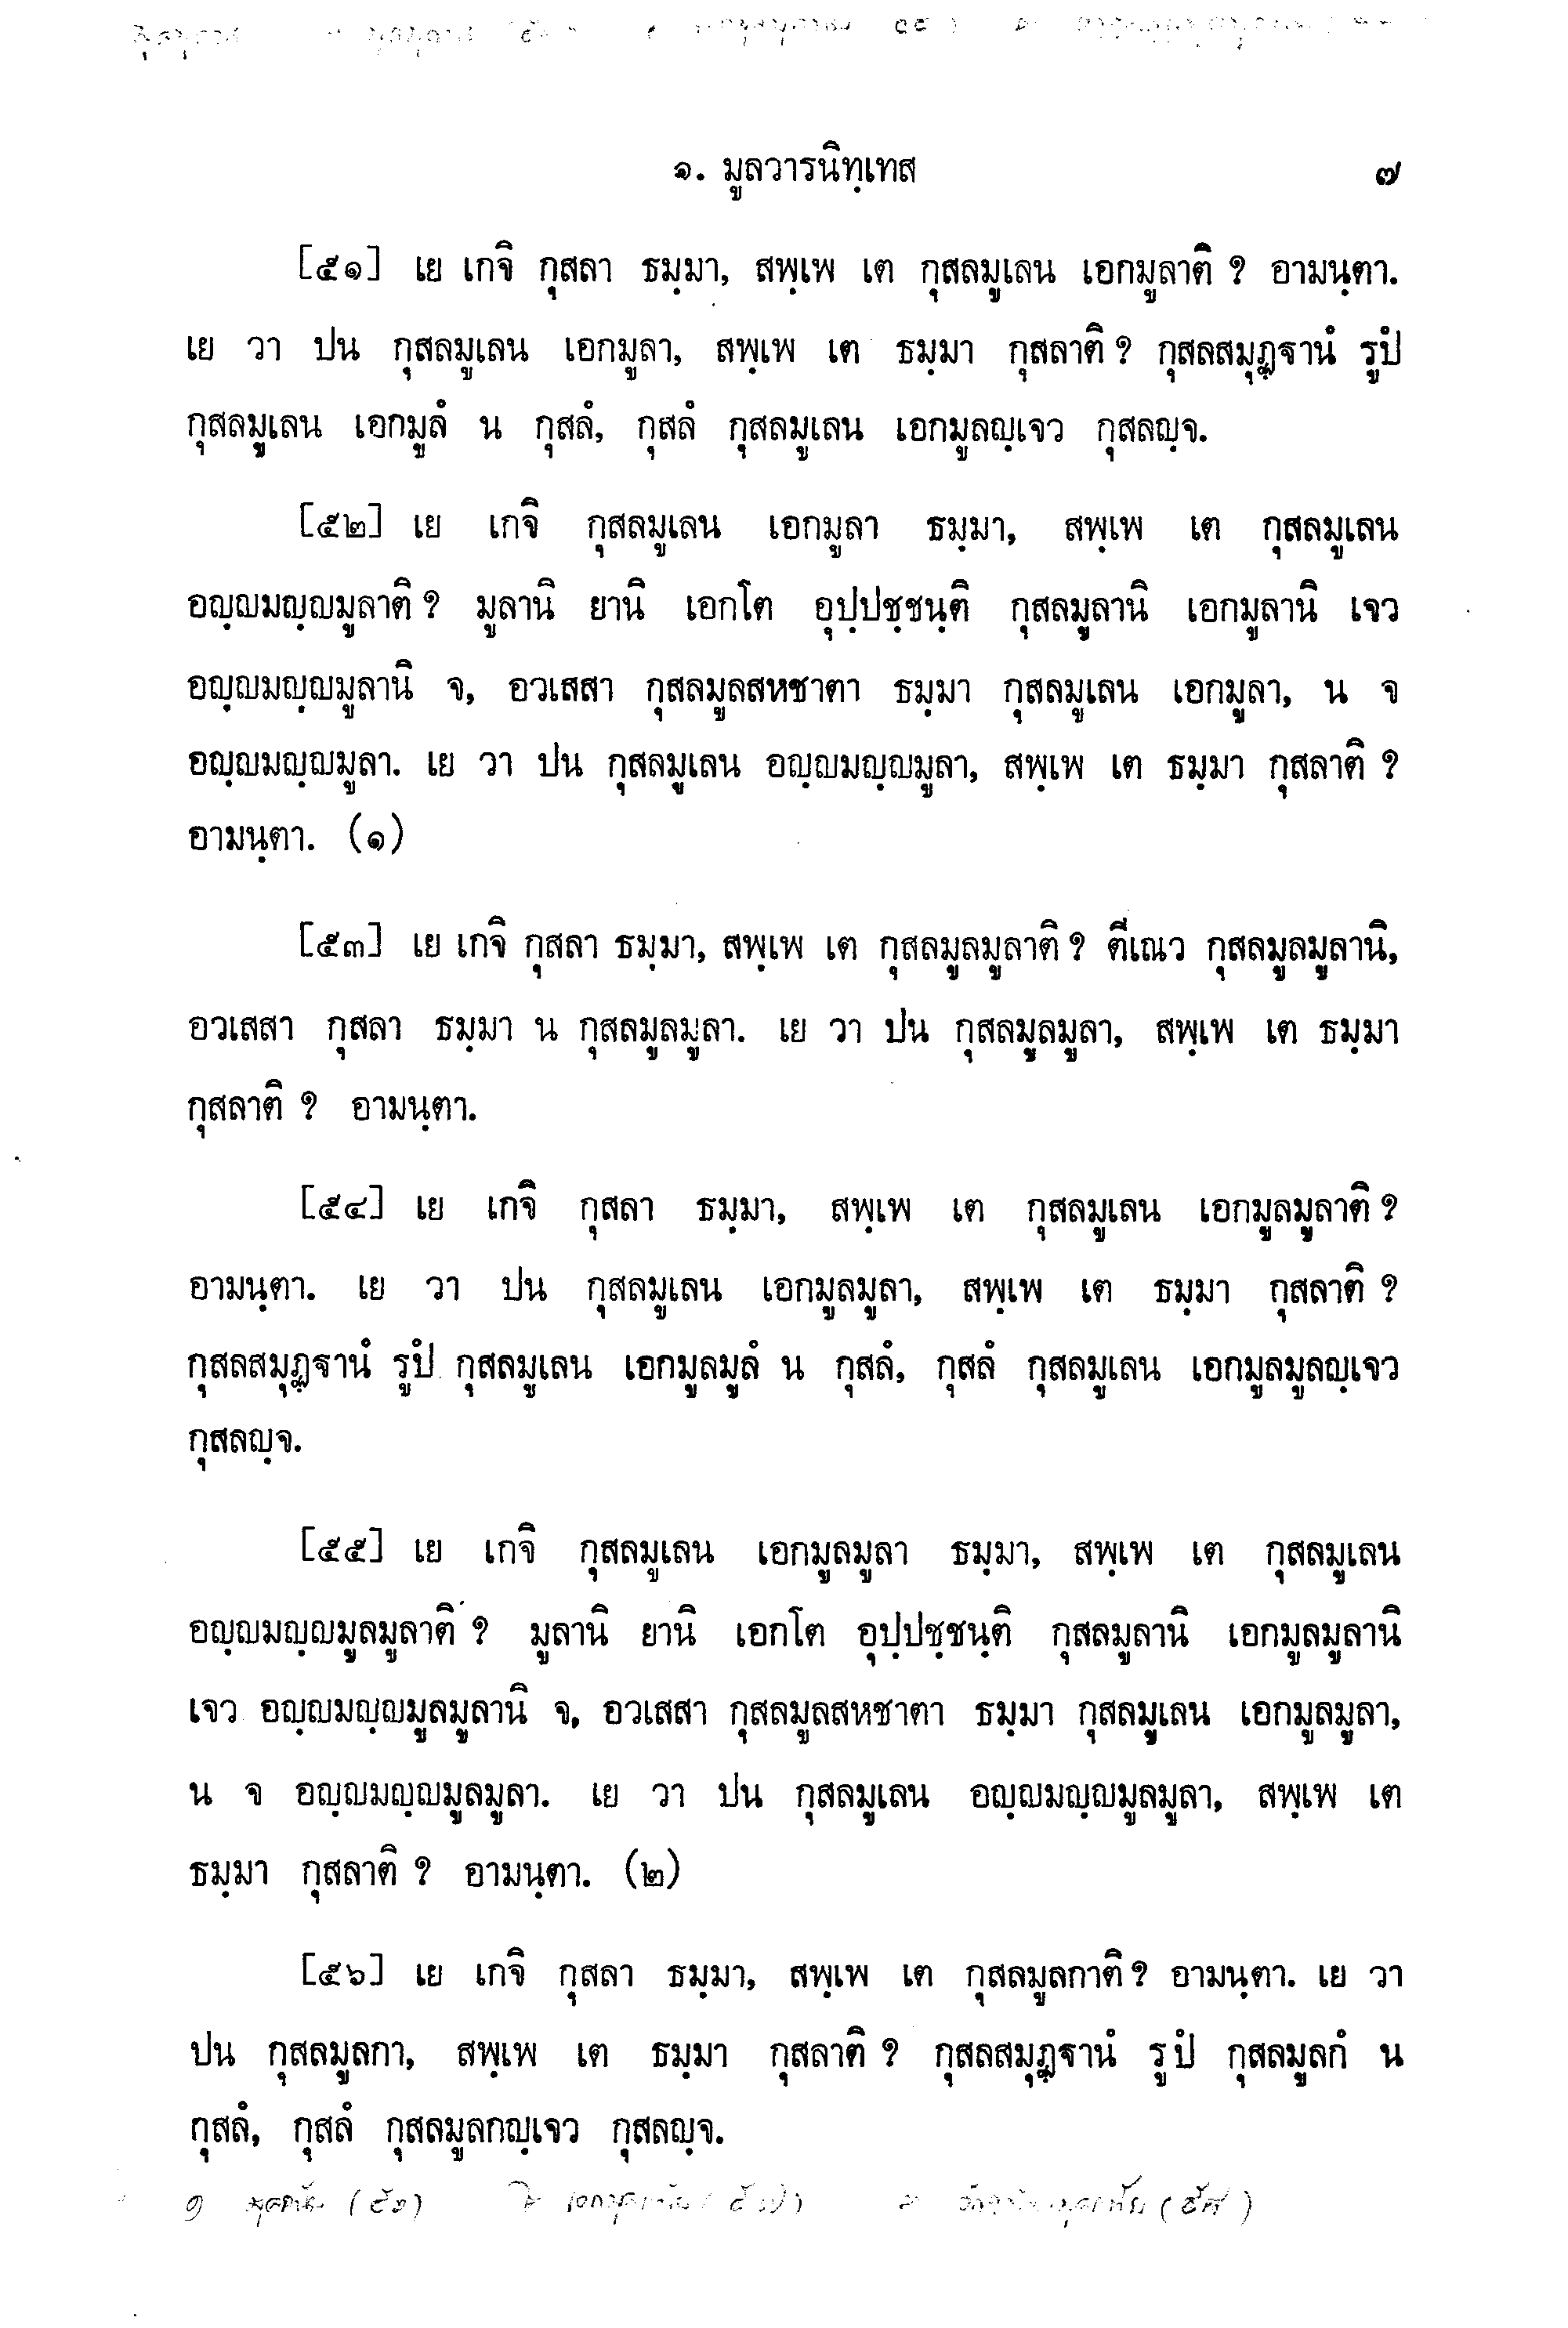 ๑. มูลวารนิทฺเทส ๗
[๕๑] เย เกจิ กุสลา ธมฺมา, สพฺเพ เต กุสลมูเลน เอกมูลาติ ? อามนฺตา.
เย วา ปน กุสลมูเลน เอกมูลา, สพฺเพ เต ธมฺมา กุสลาติ ? กุสลสมุฏฺฐานํ รูปํ
กุสลมูเลน เอกมูลํ น กุสลํ, กุสลํ กุสลมูเลน เอกมูลญฺเจว กุสลญฺจ.
[๕๒] เย เกจิ กุสลมูเลน เอกมูลา ธมฺมา, สพฺเพ เต กุสลมูเลน
อญฺญมญฺญมูลาติ ? มูลานิ ยานิ เอกโต อุปฺปชฺชนฺติ กุสลมูลานิ เอกมูลานิ เจว
อญฺญมญฺญมูลานิ จ, อวเสสา กุสลมูลสหชาตา ธมฺมา กุสลมูเลน เอกมูลา, น จ
อญฺญมญฺญมูลา. เย วา ปน กุสลมูเลน อญฺญมญฺญมูลา, สพฺเพ เต ธมฺมา กุสลาติ ?
อามนฺตา. (๑)
[๕๓] เย เกจิ กุสลา ธมฺมา, สพฺเพ เต กุสลมูลมูลาติ ? ตีเณว กุสลมูลมูลานิ,
อวเสสา กุสลา ธมฺมา น กุสลมูลมูลา. เย วา ปน กุสลมูลมูลา, สพฺเพ เต ธมฺมา
กุสลาติ ? อามนฺตา.
[๕๔] เย เกจิ กุสลา ธมฺมา, สพฺเพ เต กุสลมูเลน เอกมูลมูลาติ ?
อามนฺตา. เย วา ปน กุสลมูเลน เอกมูลมูลา, สพฺเพ เต ธมฺมา กุสลาติ ?
กุสลสมุฏฺฐานํ รูปํ กุสลมูเลน เอกมูลมูลํ น กุสลํ, กุสลํ กุสลมูเลน เอกมูลมูลญฺเจว
กุสลญฺจ.
[๕๕] เย เกจิ กุสลมูเลน เอกมูลมูลา ธมฺมา, สพฺเพ เต กุสลมูเลน
อญฺญมญฺญมูลมูลาติ ? มูลานิ ยานิ เอกโต อุปฺปชฺชนฺติ กุสลมูลานิ เอกมูลมูลานิ
เจว อญฺญมญฺญมูลมูลานิ จ, อวเสสา กุสลมูลสหชาตา ธมฺมา กุสลมูเลน เอกมูลมูลา,
น จ อญฺญมญฺญมูลมูลา. เย วา ปน กุสลมูเลน อญฺญมญฺญมูลมูลา, สพฺเพ เต
ธมฺมา กุสลาติ ? อามนฺตา. (๒)
[๕๖] เย เกจิ กุสลา ธมฺมา, สพฺเพ เต กุสลมูลกาติ ? อามนฺตา. เย วา
ปน กุสลมูลกา, สพฺเพ เต ธมฺมา กุสลาติ ? กุสลสมุฏฺฐานํ รูปํ กุสลมูลกํ น
กุสลํ, กุสลํ กุสลมูลกญฺเจว กุสลญฺจ.